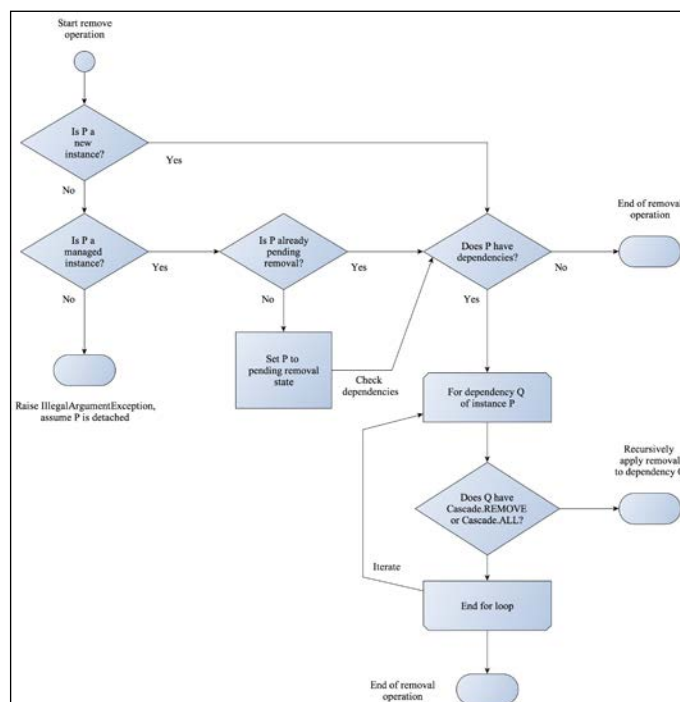 Start remove
operation
Is P a
new
instance?
Yes
No
End of removal
operation
Is P a
managed
instance?
Yes
Is P already
pending
removal?
Yes
Does P have
dependencies?
No
No
No
Yes
Set P to
pending removal
state
Check
dependencies
Raise IllegalArgumentException,
assume P is detached
For dependency Q
of instance P
Recursively
apply removal
to dependency
Does Q have
Cascade.REMOVE
or Cascade.ALL?
Iterate
End for loop
End of removal
operation